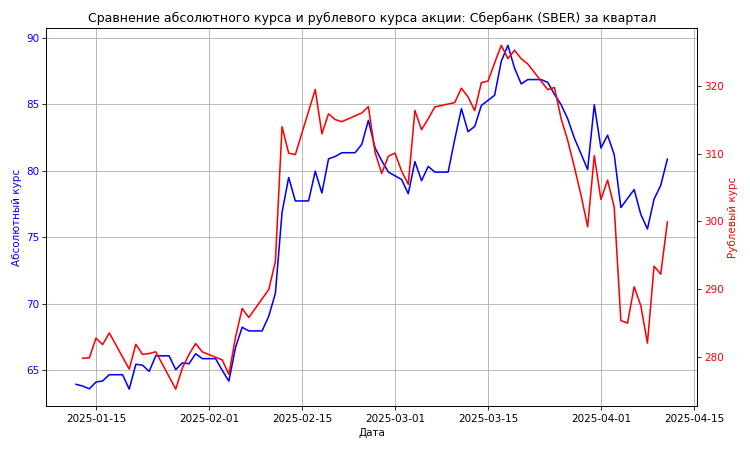 Сравнение абсолютного курса и рублевого курса акции: Сбербанк (SBER) за квартал
Абсолютный курс
90
85
80
75
70
65
320
310
300
290
280
Рублевый курс
2025-01-15 2025-02-01 2025-02-15 2025-03-01 2025-03-15 2025-04-01 2025-04-15
Дата